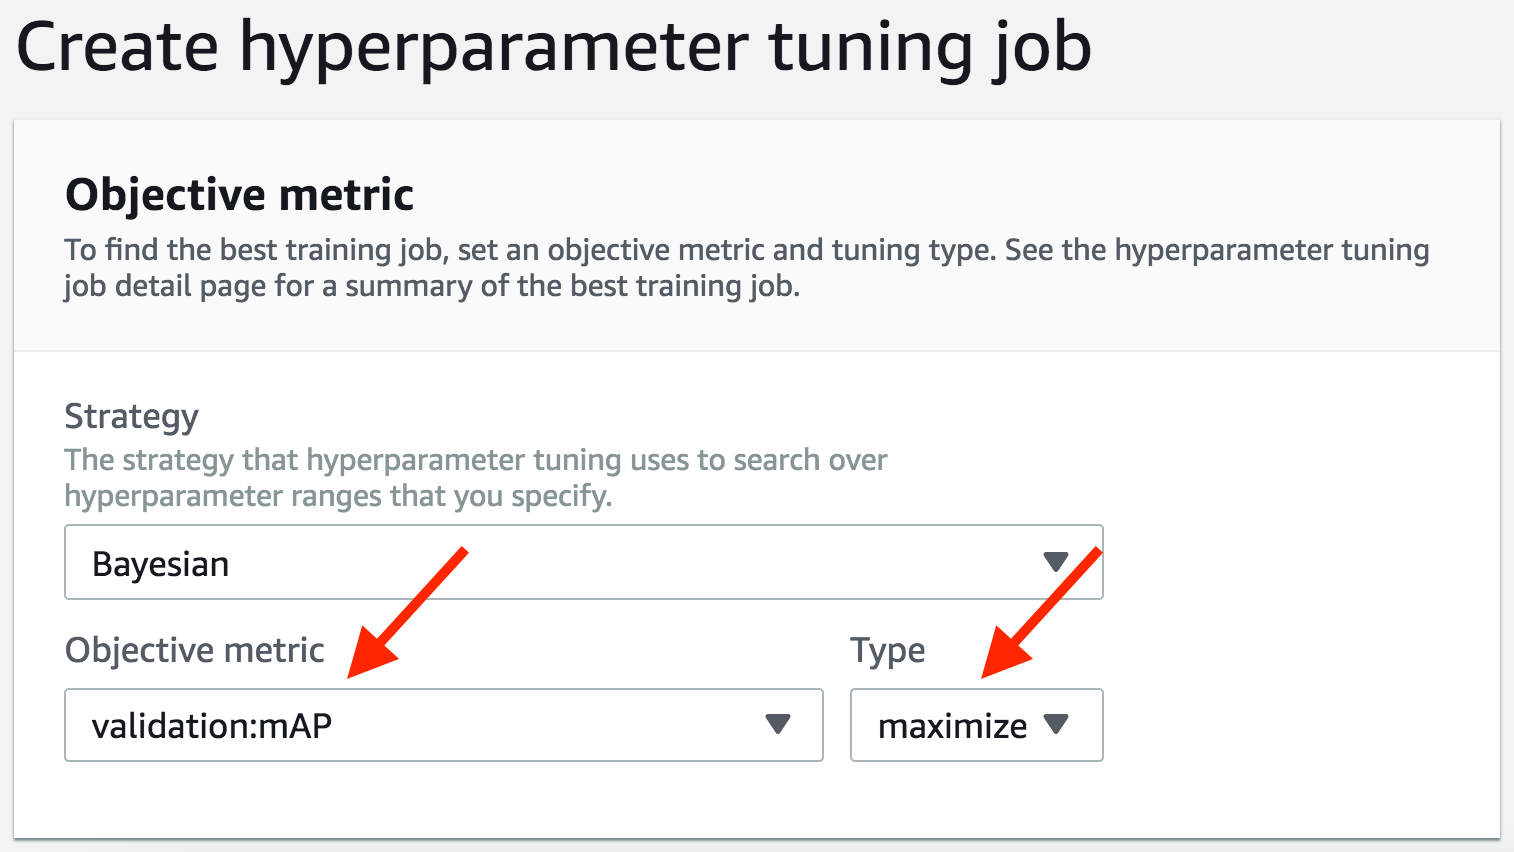 Create hyperparameter tuning job
Objective metric
To find the best training job, set an objective metric and tuning type. See the hyperparameter tuning
job detail page for a summary of the best training job.
Strategy
The strategy that hyperparameter tuning uses to search over
hyperparameter ranges that you specify.
Bayesian
Objective metric
Type
validation:mAP
maximize